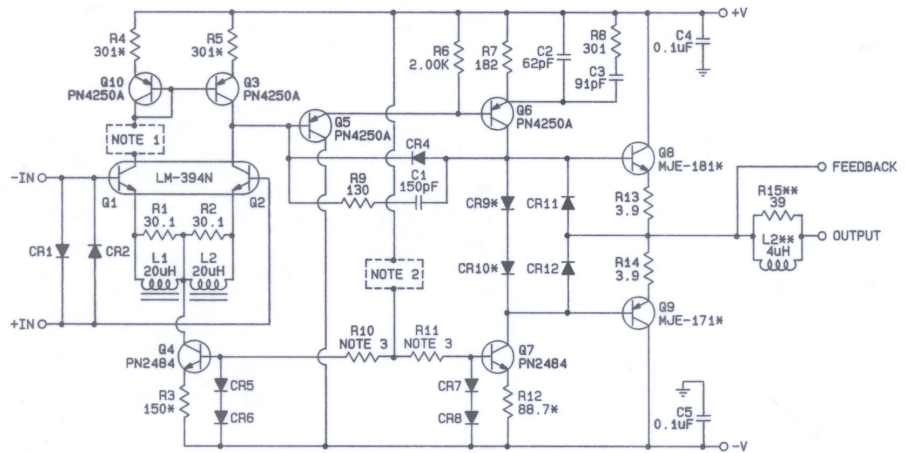 +V
R4
301*
R5
301*
R6
2.00K
R7
182
C2
62pF
R8
301
C3
91pF
C4
0.1uF
Q10
PN4250A
Q3
PN4250A
NOTE 1
Q5
PN4250A
Q6
PN4250A
CR4
R9
130
C1
150pF
Q8
MJE-181*
FEEDBACK
-IN
LM-394N
Q1
Q2
R1
30.1
R2
30.1
CR9*
CR11
R13
3.9
R15**
39
OUTPUT
L2**
4uH
CR1
CR2
L1
20uH
L2
20uH
NOTE 2
CR10*
CR12
R14
3.9
+IN
Q9
MJE-171*
Q4
PN2484
R10
NOTE 3
R11
NOTE 3
Q7
PN2484
R3
150*
CR5
CR6
CR7
CR8
R12
88.7*
C5
0.1uF
-V